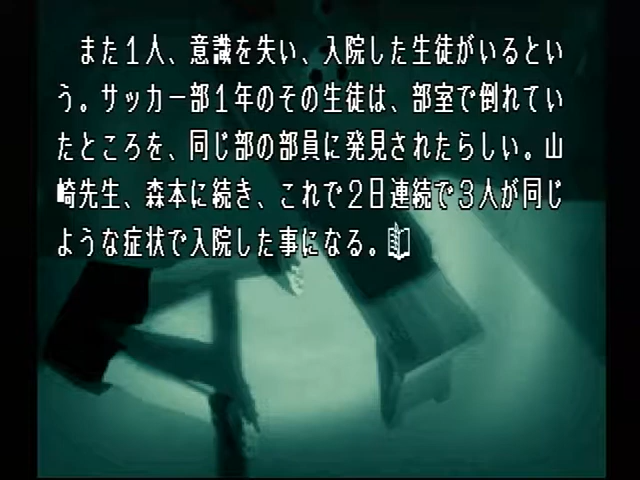 また１人、意識を失い、入院した生徒がいるとい
う。サッカー部１年のその生徒は、部室で倒れてい
たところを、同じ部の部員に発見されたらしい。山
崎先生、森本に続き、これで２日連続で３人が同じ
ような症状で入院した事になる。